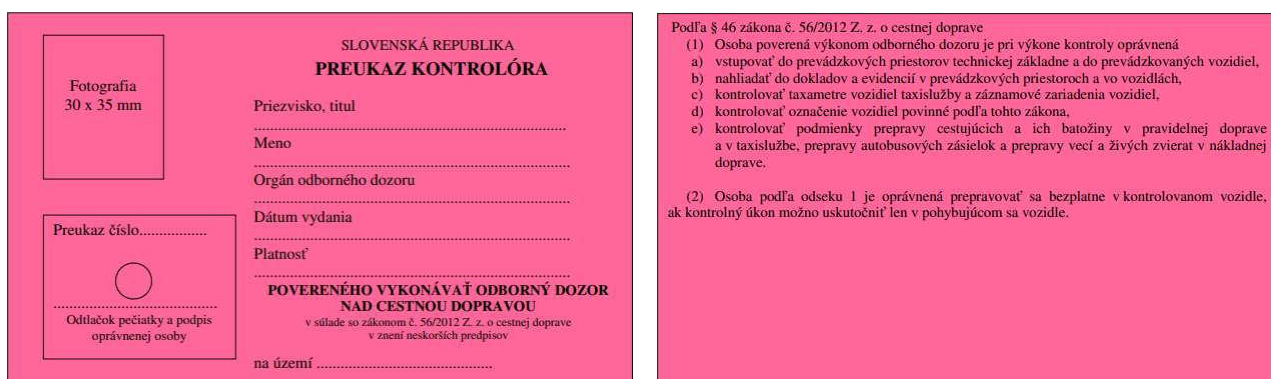 Fotografia
30 x 35 mm
SLOVENSKÁ REPUBLIKA
PREUKAZ KONTROLÓRA
Priezvisko, titul
..........................................................................
Meno
..........................................................................
Orgán odborného dozoru
..........................................................................
Dátum vydania
..........................................................................
Platnosť
..........................................................................
Preukaz číslo.................
.......................................
Odtlačok pečiatky a podpis
oprávnenej osoby
POVERENÉHO VYKONÁVAŤ ODBORNÝ DOZOR
NAD CESTNOU DOPRAVOU
v súlade so zákonom č. 56/2012 Z. z. o cestnej doprave
v znení neskorších predpisov
na území .............................................
Podľa § 46 zákona č. 56/2012 Z. z. o cestnej doprave
(1) Osoba poverená výkonom odborného dozoru je pri výkone kontroly oprávnená
a) vstupovať do prevádzkových priestorov technickej základne a do prevádzkovaných vozidiel,
b) nahliadať do dokladov a evidencií v prevádzkových priestoroch a vo vozidlách,
c) kontrolovať taxametre vozidiel taxislužby a záznamové zariadenia vozidiel,
d) kontrolovať označenie vozidiel povinné podľa tohto zákona,
e) kontrolovať podmienky prepravy cestujúcich a ich batožiny v pravidelnej doprave
a v taxislužbe, prepravy autobusových zásielok a prepravy vecí a živých zvierat v nákladnej
doprave.
(2) Osoba podľa odseku 1 je oprávnená prepravovať sa bezplatne v kontrolovanom vozidle,
ak kontrolný úkon možno uskutočniť len v pohybujúcom sa vozidle.